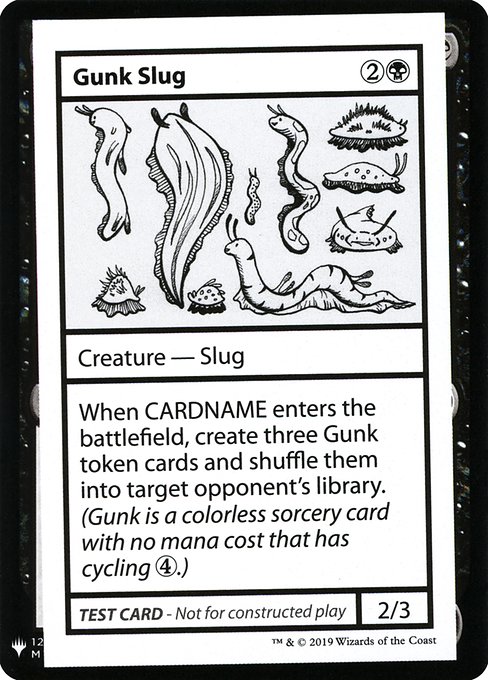 Gunk Slug 2
Creature — Slug
When CARDNAME enters the
battlefield, create three Gunk
token cards and shuffle them
into target opponent's library.
(Gunk is a colorless sorcery card
with no mana cost that has
cycling 4.)
TEST CARD - Not for constructed play 2/3
12
M
™ & © 2019 Wizards of the Coast